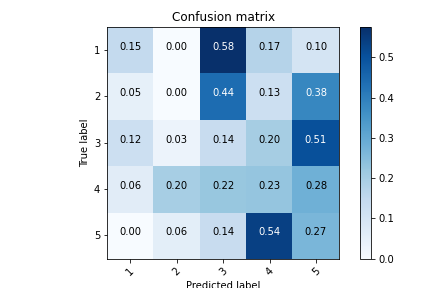 Confusion matrix
1 0.15 0.00 0.58 0.17 0.10
2 0.05 0.00 0.44 0.13 0.38
3 0.12 0.03 0.14 0.20 0.51
4 0.06 0.20 0.22 0.23 0.28
5 0.00 0.06 0.14 0.54 0.27
1 2 3 4 5
True label
Predicted label
0.5
0.4
0.3
0.2
0.1
0.0